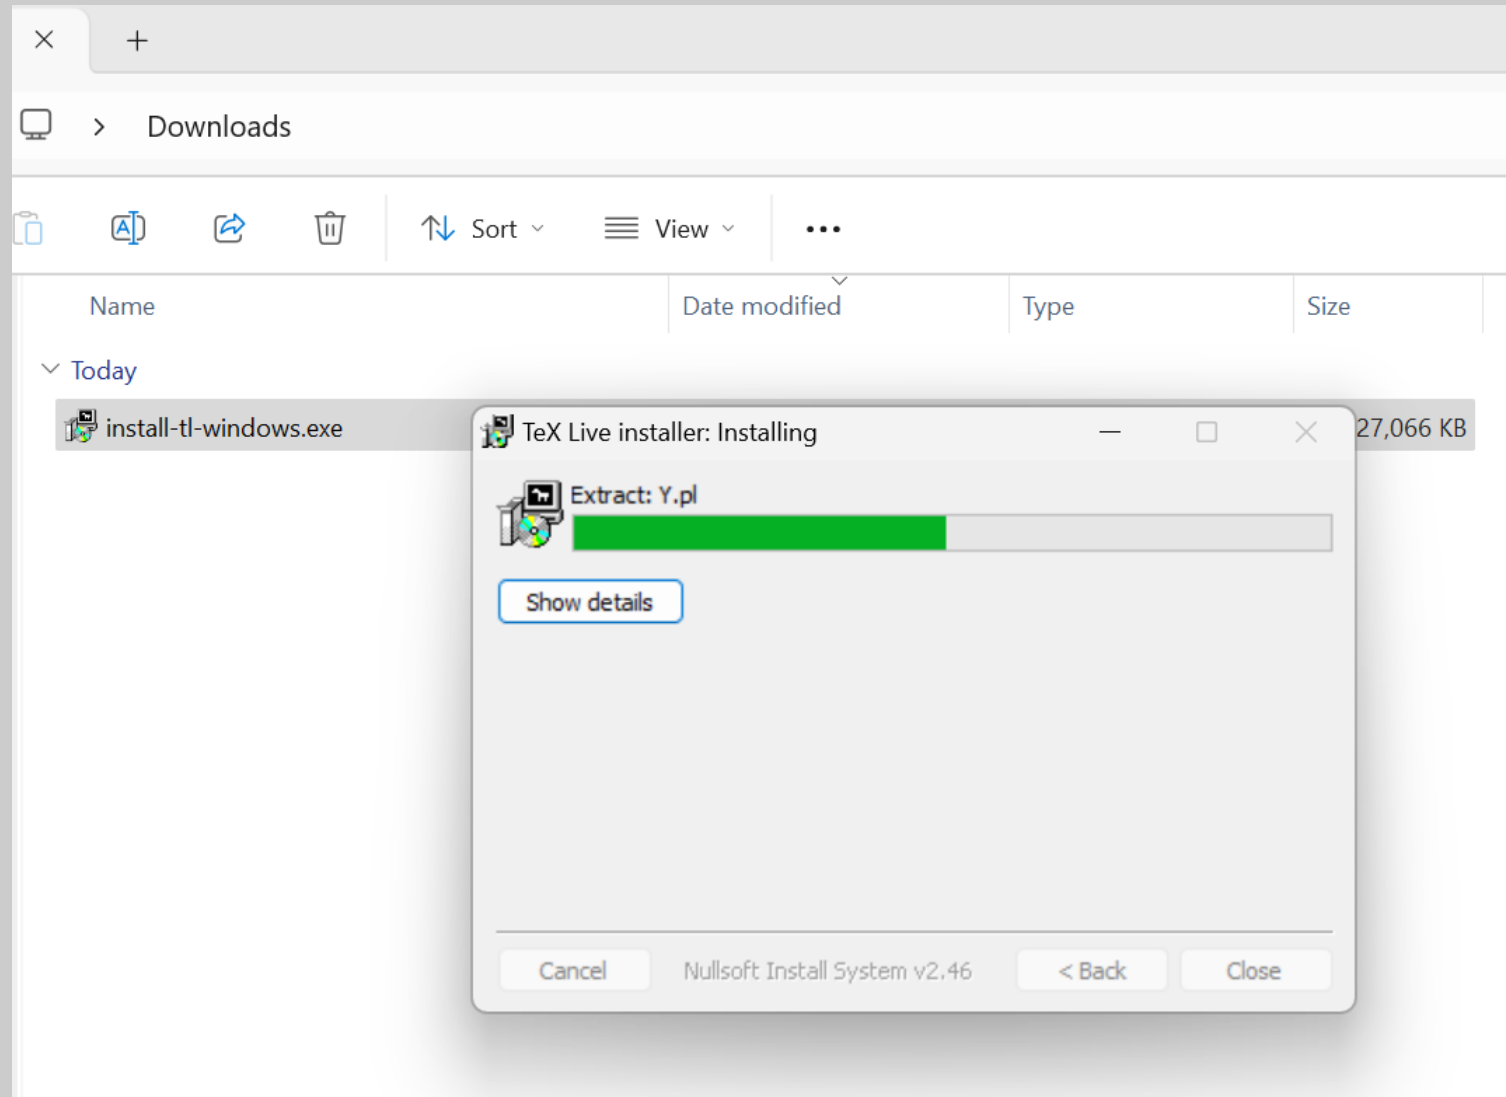 Downloads
Sort View
Name Date modified Type Size
Today
install-tl-windows.exe 27,066 KB
TeX Live installer: Installing
Extract: Y.pl
Show details
Cancel Nullsoft Install System v2.46 < Back Close